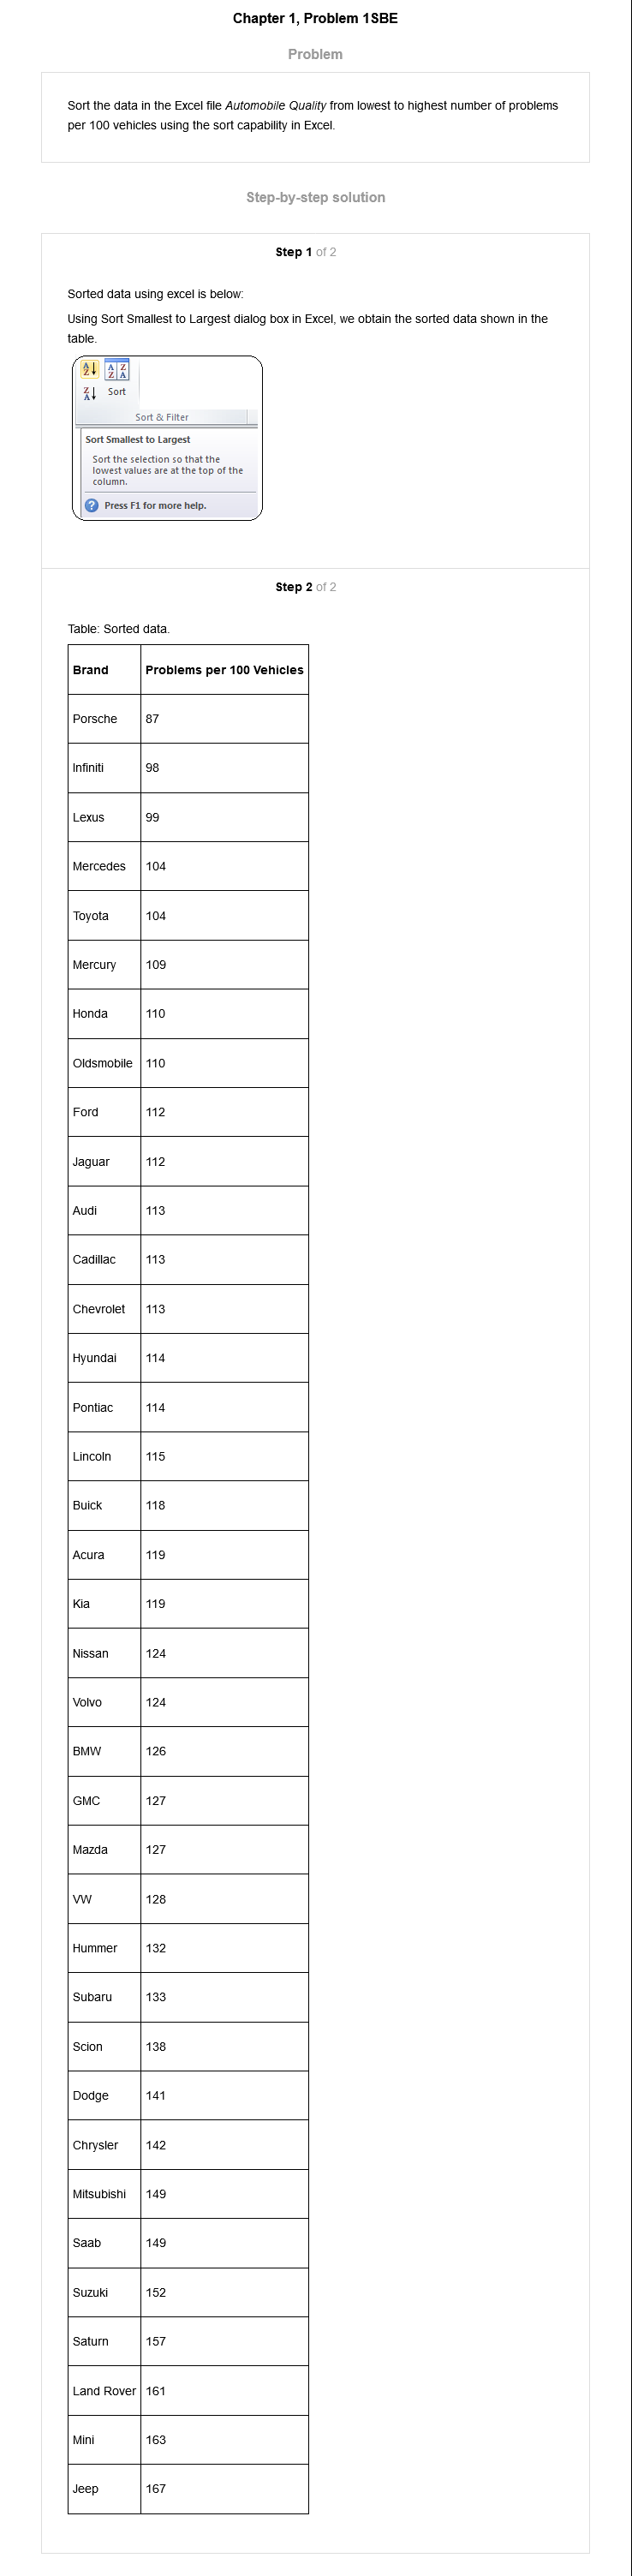 Chapter 1, Problem 1SBE
Problem
Sort the data in the Excel file Automobile Quality from lowest to highest number of problems
per 100 vehicles using the sort capability in Excel.
Step-by-step solution
Step 1 of 2
Sorted data using excel is below:
Using Sort Smallest to Largest dialog box in Excel, we obtain the sorted data shown in the
table.
A Z
Z A
A Z
Z A
Sort
Sort & Filter
Sort Smallest to Largest
Sort the selection so that the
lowest values are at the top of the
column.
? Press F1 for more help.
Step 2 of 2
Table: Sorted data.
Brand Problems per 100 Vehicles
Porsche 87
Infiniti 98
Lexus 99
Mercedes 104
Toyota 104
Mercury 109
Honda 110
Oldsmobile 110
Ford 112
Jaguar 112
Audi 113
Cadillac 113
Chevrolet 113
Hyundai 114
Pontiac 114
Lincoln 115
Buick 118
Acura 119
Kia 119
Nissan 124
Volvo 124
BMW 126
GMC 127
Mazda 127
VW 128
Hummer 132
Subaru 133
Scion 138
Dodge 141
Chrysler 142
Mitsubishi 149
Saab 149
Suzuki 152
Saturn 157
Land Rover 161
Mini 163
Jeep 167